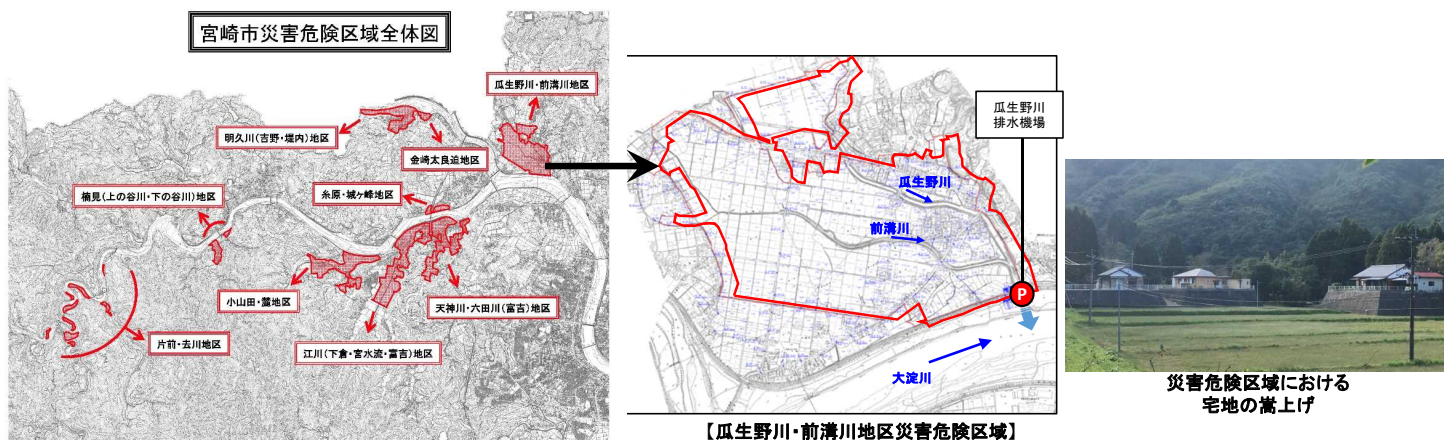 宮崎市災害危険区域全体図
瓜生野川・前溝川地区
明久川(吉野・堀内)地区
金崎太良迫地区
糸原・城ヶ峰地区
楠見(上の谷川・下の谷川)地区
小山田・麓地区
天神川・六田川(富吉)地区
片前・去川地区
江川(下倉・宮水流・富吉)地区
瓜生野川
排水機場
瓜生野川
前溝川
P
大淀川
【瓜生野川・前溝川地区災害危険区域】
災害危険区域における
宅地の嵩上げ